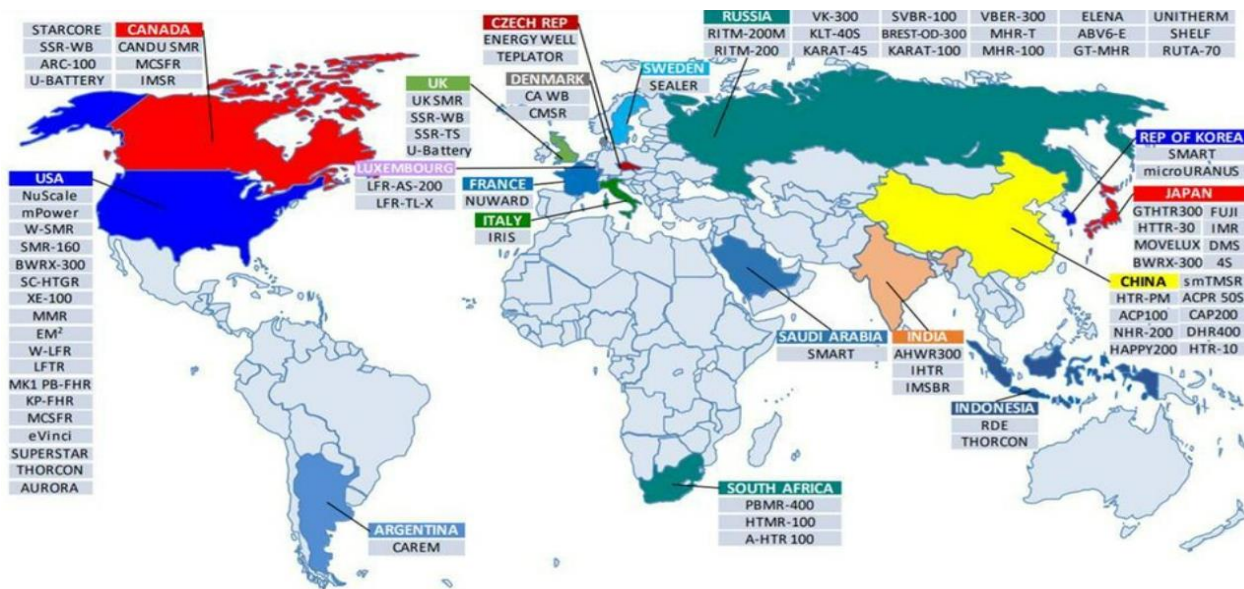 STARCORE CANADA
SSR-WB CANDU SMR
ARC-100 MCSFR
U-BATTERY IMSR
CZECH REP
ENERGY WELL
TEPLATOR
RUSSIA VK-300 SVBR-100 VBER-300 ELENA UNITHERM
RITM-200M KLT-40S BREST-OD-300 MHR-T ABV6-E SHELF
RITM-200 KARAT-45 KARAT-100 MHR-100 GT-MHR RUTA-70
UK
UK SMR
SSR-WB
SSR-TS
U-Battery
DENMARK
CA WB
CMSR
SWEDEN
SEALER
LUXEMBOURG
LFR-AS-200
LFR-TL-X
FRANCE
NUWARD
ITALY
IRIS
REP OF KOREA
SMART
microURANUS
JAPAN
GTHTR300 FUJI
HTTR-30 IMR
MOVELUX DMS
BWRX-300 4S
USA
NuScale
mPower
W-SMR
SMR-160
BWRX-300
SC-HTGR
XE-100
MMR
EM²
W-LFR
LFTR
MK1 PB-FHR
KP-FHR
MCSFR
eVinci
SUPERSTAR
THORCON
AURORA
CHINA smTMSR
HTR-PM ACPR 50S
ACP100 CAP200
NHR-200 DHR400
HAPPY200 HTR-10
SAUDI ARABIA
SMART
INDIA
AHWR300
IHTR
IMSBR
INDONESIA
RDE
THORCON
SOUTH AFRICA
PBMR-400
HTMR-100
A-HTR 100
ARGENTINA
CAREM